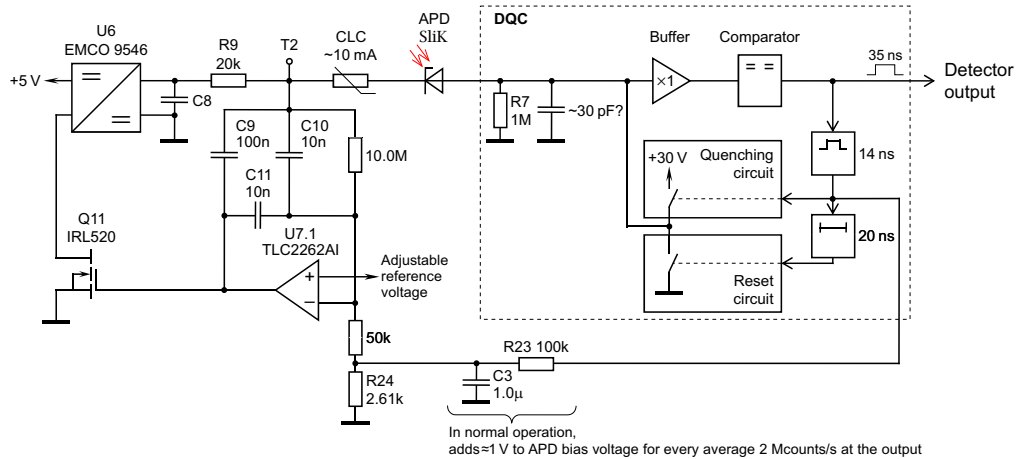 U6
EMCO 9546
+5 V
C8
R9
20k
T2
CLC
~10 mA
APD
SliK
DQC
Buffer
×1
Comparator
= =
35 ns
Detector
output
R7
1M
~30 pF?
C9
100n
C10
10n
10.0M
C11
10n
+30 V
Quenching
circuit
14 ns
20 ns
Reset
circuit
Q11
IRL520
U7.1
TLC2262AI
+
−
Adjustable
reference
voltage
50k
R24
2.61k
R23 100k
C3
1.0μ
In normal operation,
adds≈1 V to APD bias voltage for every average 2 Mcounts/s at the output